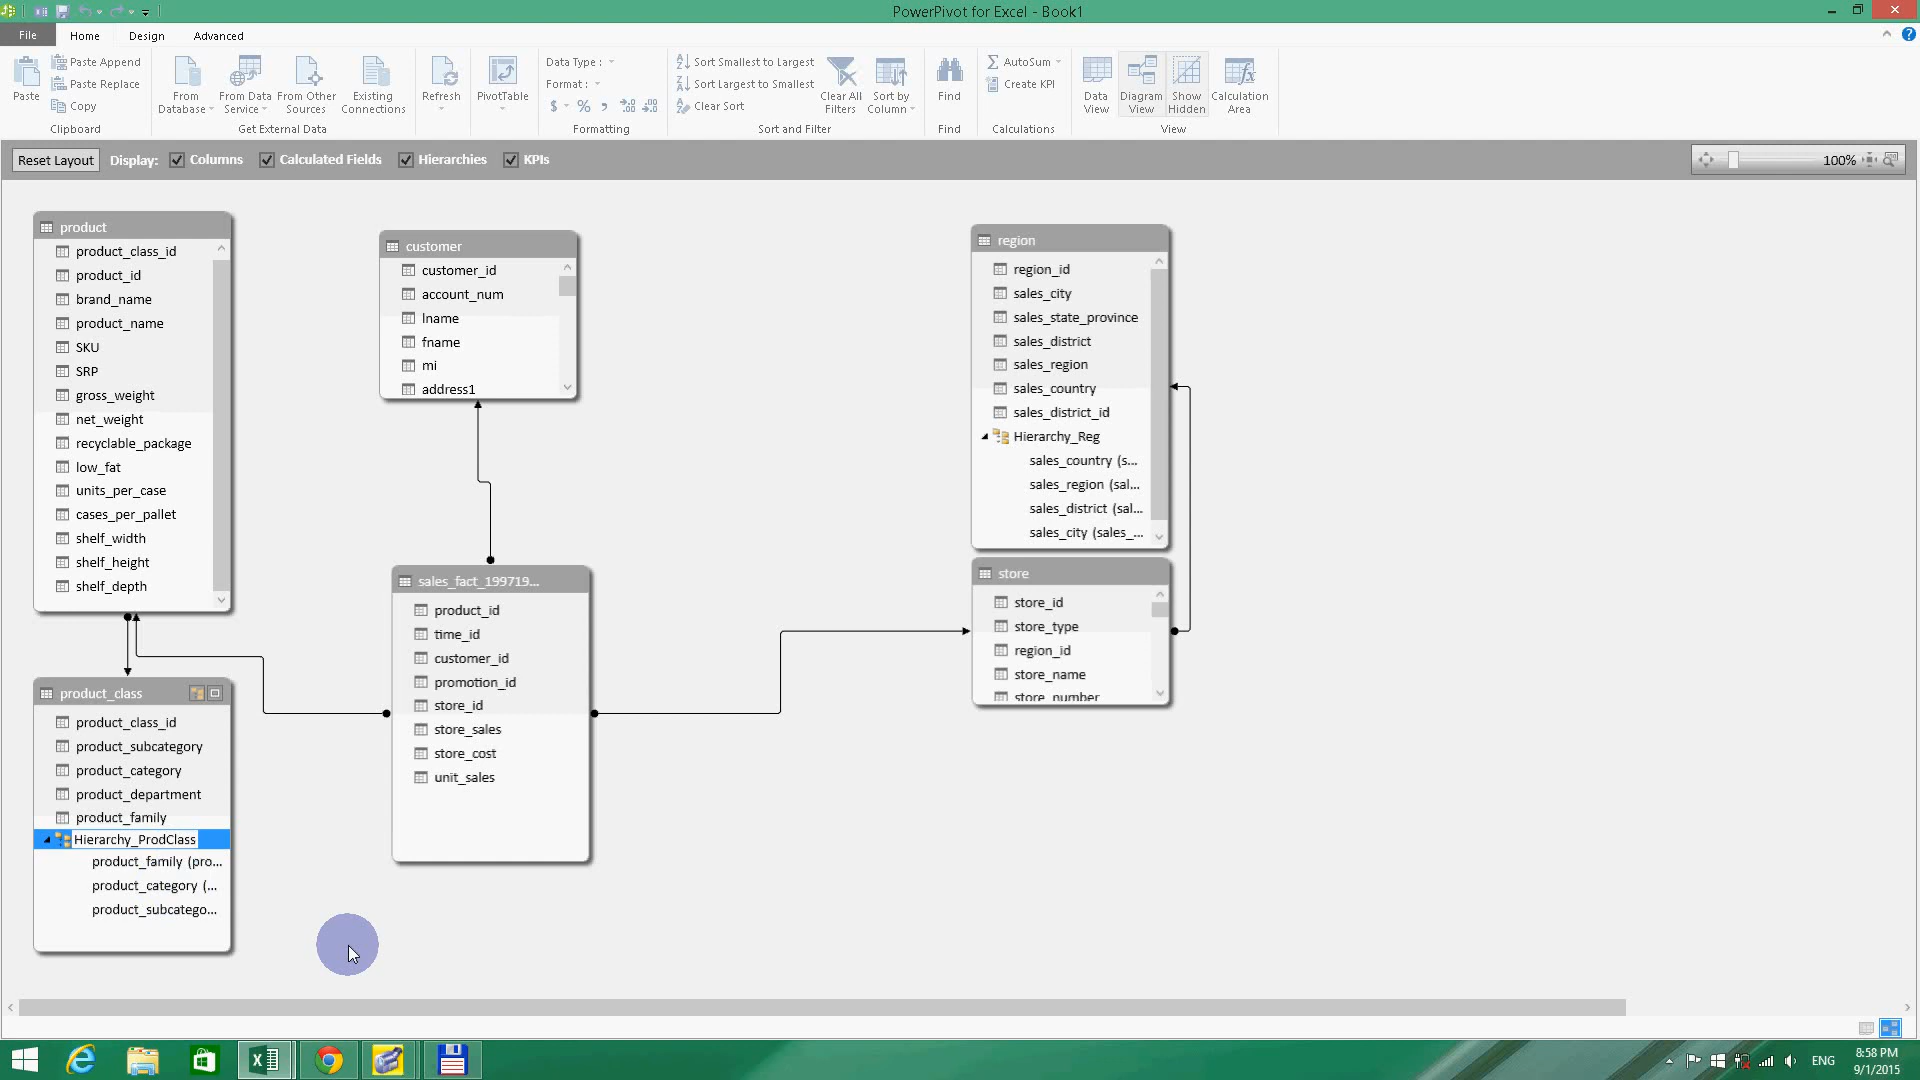 PowerPivot for Excel - Book1
File
Home
Design
Advanced
Paste
Paste Append
Paste Replace
Copy
Clipboard
From Database
From Data Service
From Other Sources
Existing Connections
Get External Data
Refresh
PivotTable
Data Type :
Format :
$ % ,
Formatting
Sort Smallest to Largest
Sort Largest to Smallest
Clear Sort
Clear All Filters
Sort by Column
Sort and Filter
Find
Find
AutoSum
Create KPI
Calculations
Data View
Diagram View
Show Hidden
Calculation Area
View
Reset Layout
Display:
Columns
Calculated Fields
Hierarchies
KPIs
100%
product
product_class_id
product_id
brand_name
product_name
SKU
SRP
gross_weight
net_weight
recyclable_package
low_fat
units_per_case
cases_per_pallet
shelf_width
shelf_height
shelf_depth
customer
customer_id
account_num
lname
fname
mi
address1
region
region_id
sales_city
sales_state_province
sales_district
sales_region
sales_country
sales_district_id
Hierarchy_Reg
sales_country (s...
sales_region (sal...
sales_district (sal...
sales_city (sales_...
sales_fact_199719...
product_id
time_id
customer_id
promotion_id
store_id
store_sales
store_cost
unit_sales
store
store_id
store_type
region_id
store_name
store_number
product_class
product_class_id
product_subcategory
product_category
product_department
product_family
Hierarchy_ProdClass
product_family (pro...
product_category (...
product_subcatego...
ENG
8:58 PM
9/1/2015